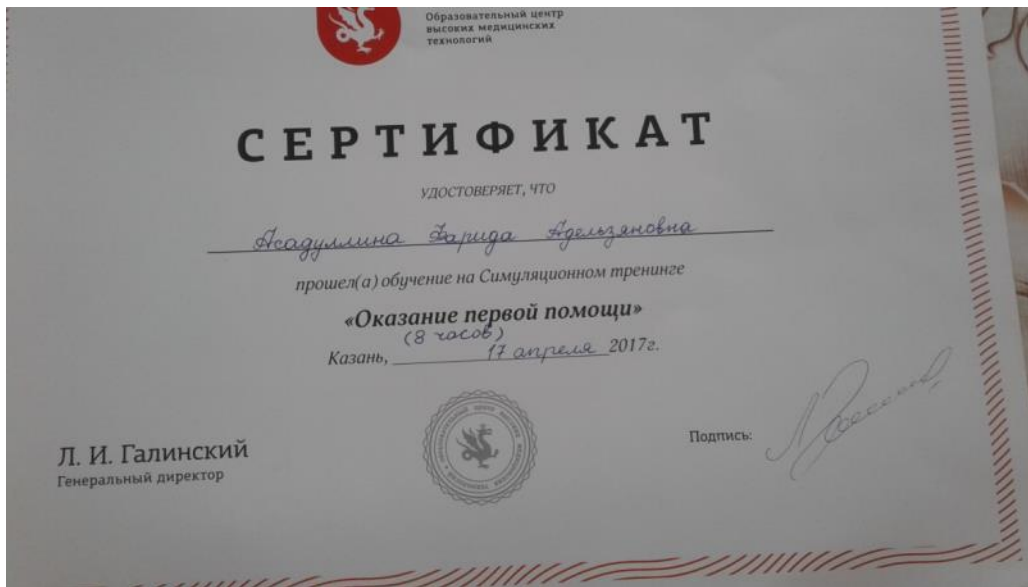 Образовательный центр
высоких медицинских
технологий
СЕРТИФИКАТ
УДОСТОВЕРЯЕТ, ЧТО
Асадуллина Фарида Адельзяновна
прошел(а) обучение на Симуляционном тренинге
«Оказание первой помощи»
(8 часов)
Казань, 17 апреля 2017г.
Л. И. Галинский
Генеральный директор
Подпись: